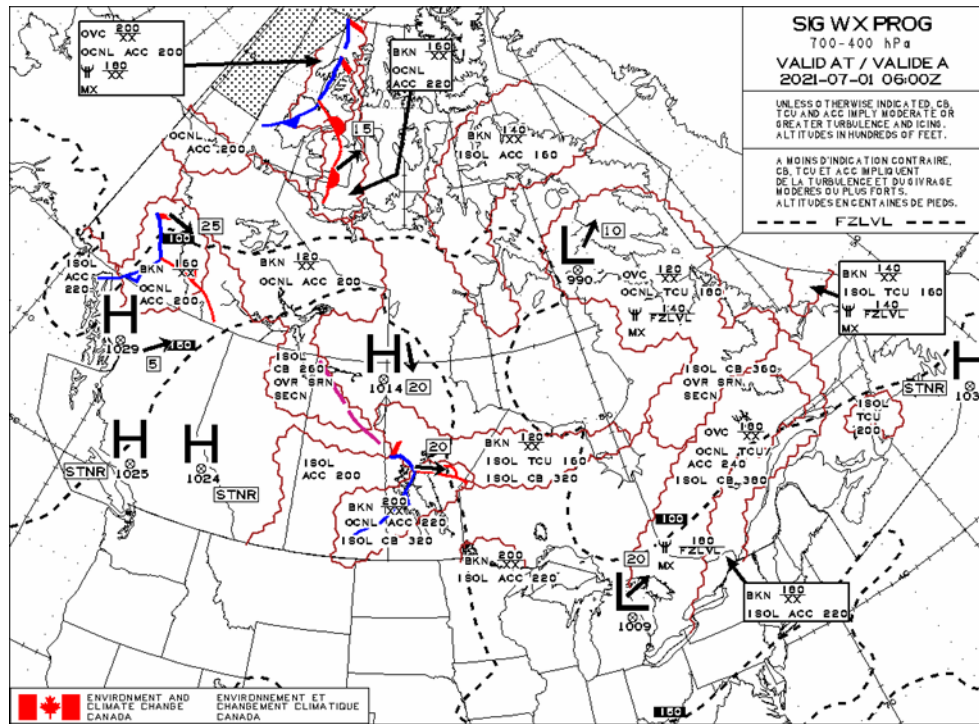 SIG WX PROG
700-400 hPa
VALID AT / VALIDE A
2021-07-01 06:00Z
UNLESS OTHERWISE INDICATED, CB,
TCU AND ACC IMPLY MODERATE OR
GREATER TURBULENCE AND ICING.
ALTITUDES IN HUNDREDS OF FEET.
A MOINS D'INDICATION CONTRAIRE,
CB, TCU ET ACC IMPLIQUENT
DE LA TURBULENCE ET DU GIVRAGE
MODERES OU PLUS FORTS.
ALTITUDES EN CENTAINES DE PIEDS.
FZLVL
OVC 200
XX
OCNL ACC 200
180
XX
MX
BKN 160
XX
OCNL
ACC 220
15
OCNL
ACC 200
BKN 140
XX
ISOL ACC 160
25
100
ISOL
ACC
220
BKN 160
XX
OCNL
ACC 200
BKN 120
XX
OCNL ACC 200
L
990
10
OVC 120
XX
OCNL TCU 180
140
FZLVL
MX
BKN 140
XX
ISOL TCU 160
140
FZLVL
MX
H
1029
5
160
H
1014
20
ISOL
CB 260
OVR SRN
SECN
ISOL CB 360
OVR SRN
SECN
STNR
H
103
ISOL
TCU
200
H
1025
STNR
H
1024
STNR
ISOL
ACC 200
20
BKN 120
XX
ISOL TCU 160
ISOL CB 320
OVC 180
XX
OCNL TCU
ACC 240
ISOL CB 380
BKN 200
XX
OCNL ACC 220
ISOL CB 320
100
180
FZLVL
MX
BKN 200
XX
ISOL ACC 220
20
L
1009
BKN 180
XX
ISOL ACC 220
160
ENVIRONMENT AND
CLIMATE CHANGE
CANADA
ENVIRONNEMENT ET
CHANGEMENT CLIMATIQUE
CANADA